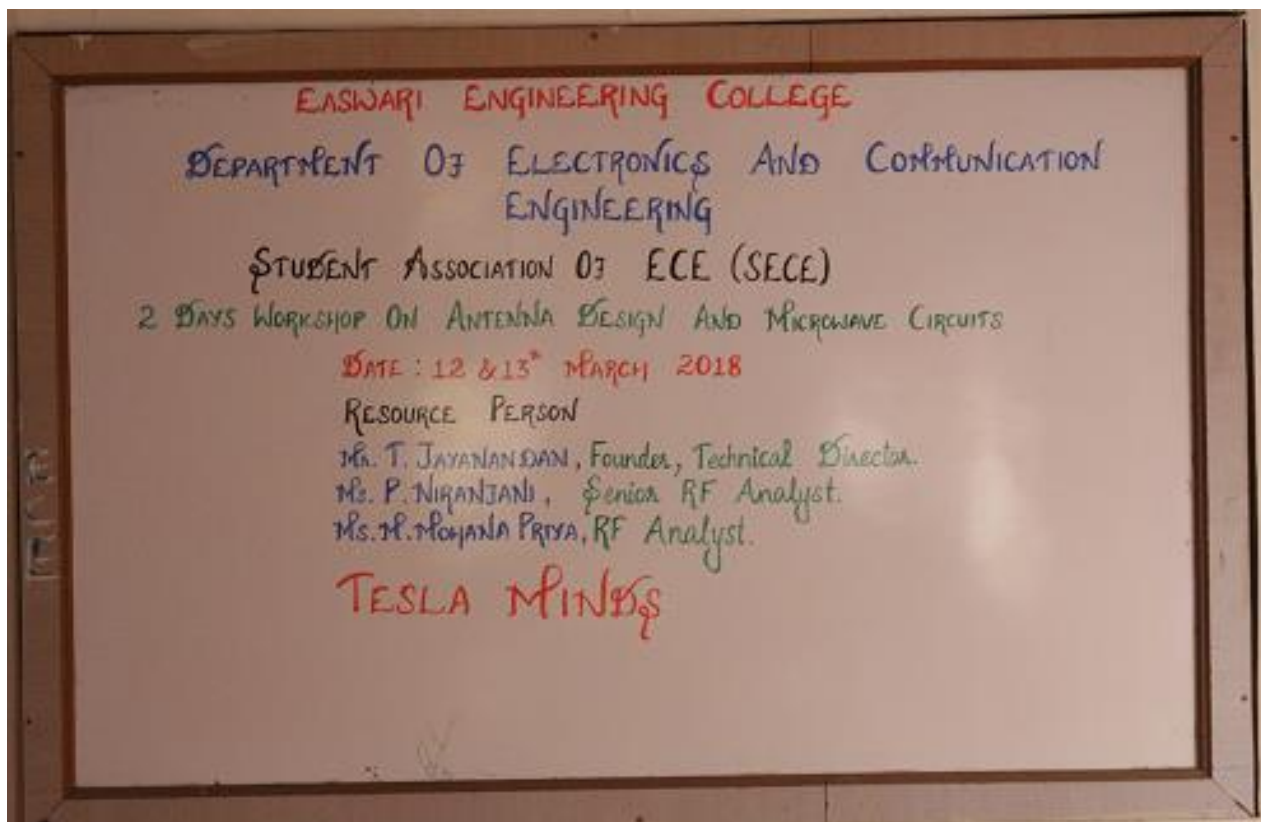 EASWARI ENGINEERING COLLEGE
DEPARTMENT OF ELECTRONICS AND COMMUNICATION
ENGINEERING
STUDENT ASSOCIATION OF ECE (SECE)
2 DAYS WORKSHOP ON ANTENNA DESIGN AND MICROWAVE CIRCUITS
DATE : 12 & 13th MARCH 2018
RESOURCE PERSON
Mr. T. JAYANANDAN, Founder, Technical Director.
Ms. P. NIRANJANI, Senior RF Analyst.
Ms. M. MOHANA PRIYA, RF Analyst.
TESLA MINDS